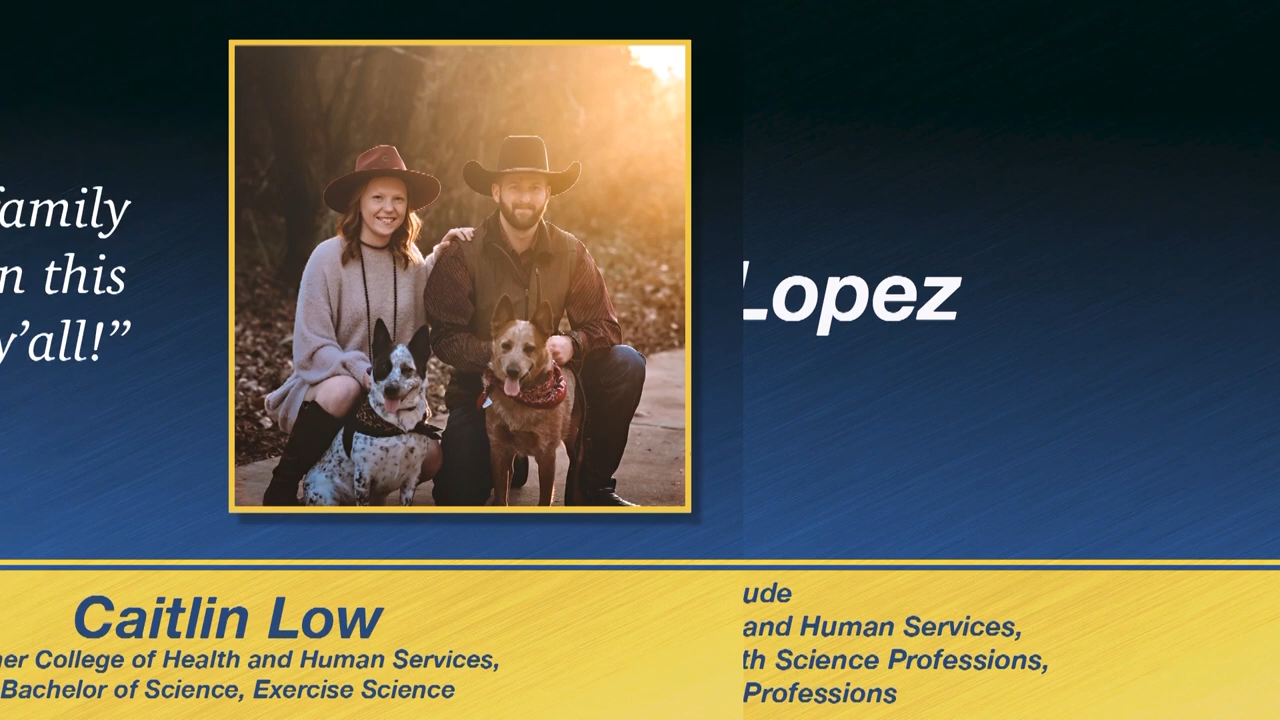 family
n this
y’all!”
Lopez
Caitlin Low
ner College of Health and Human Services,
Bachelor of Science, Exercise Science
ude
and Human Services,
th Science Professions,
Professions